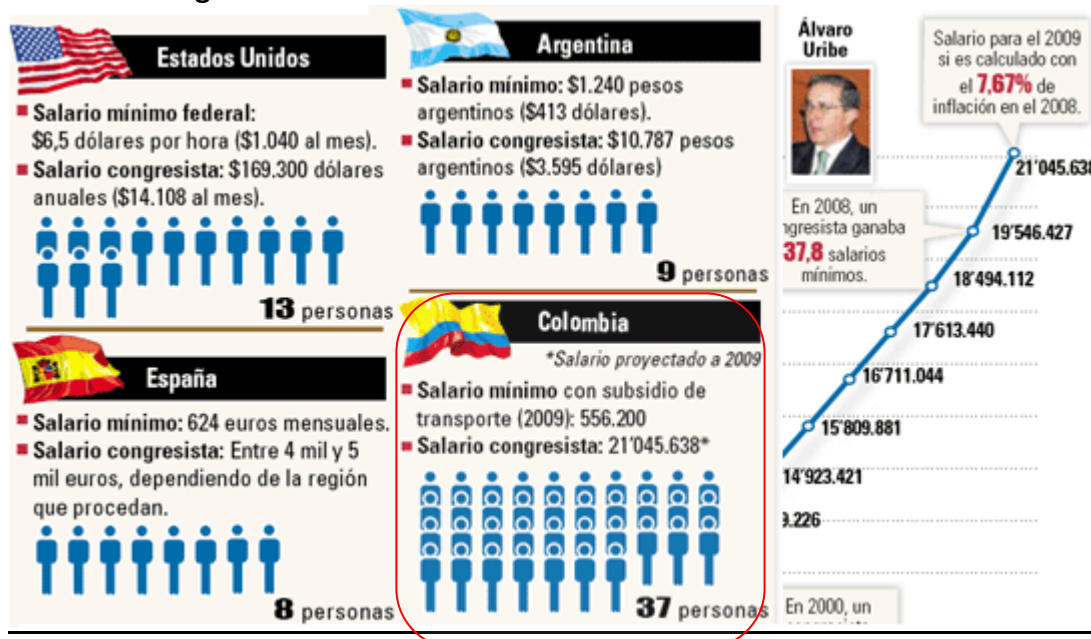 Estados Unidos
Salario mínimo federal:
$6,5 dólares por hora ($1.040 al mes).
Salario congresista: $169.300 dólares
anuales ($14.108 al mes).
13 personas
España
Salario mínimo: 624 euros mensuales.
Salario congresista: Entre 4 mil y 5
mil euros, dependiendo de la región
que procedan.
8 personas
Argentina
Salario mínimo: $1.240 pesos
argentinos ($413 dólares).
Salario congresista: $10.787 pesos
argentinos ($3.595 dólares)
9 personas
Colombia
*Salario proyectado a 2009
Salario mínimo con subsidio de
transporte (2009): 556.200
Salario congresista: 21'045.638*
37 personas
Álvaro
Uribe
Salario para el 2009
si es calculado con
el 7,67% de
inflación en el 2008.
21'045.638
En 2008, un
ngresista ganaba
37,8 salarios
mínimos.
19'546.427
18'494.112
17'613.440
16'711.044
15'809.881
14'923.421
9.226
En 2000, un